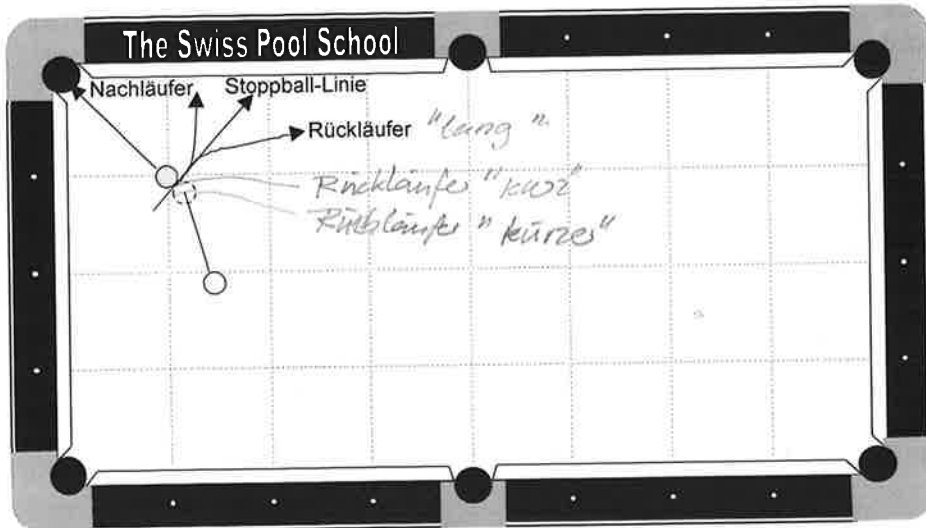 The Swiss Pool School
Nachläufer
Stoppball-Linie
Rückläufer "lang"
Rückläufer "kurz"
Rückläufer "kürzer"